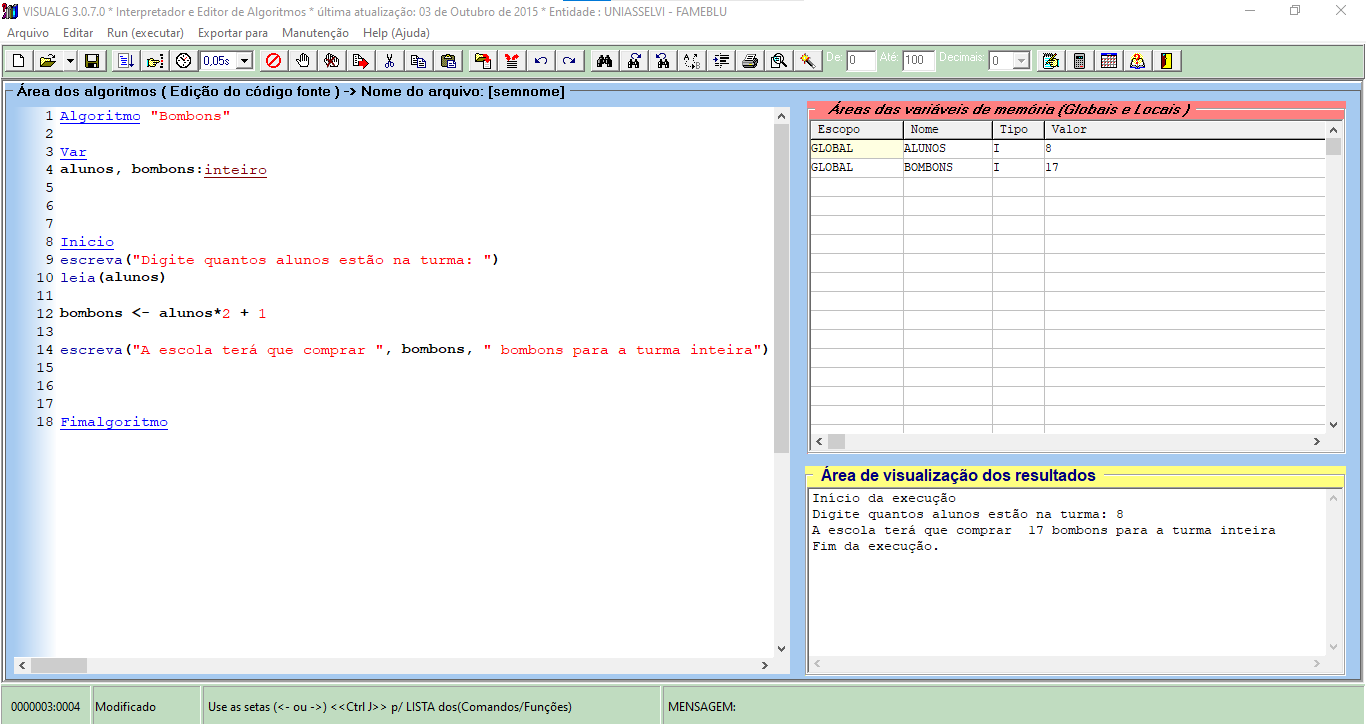 VISUALG 3.0.7.0 * Interpretador e Editor de Algoritmos * última atualização: 03 de Outubro de 2015 * Entidade : UNIASSELVI - FAMEBLU
Arquivo Editar Run (executar) Exportar para Manutenção Help (Ajuda)
0,05s De: 0 Até: 100 Decimais: 0
Área dos algoritmos ( Edição do código fonte ) -> Nome do arquivo: [semnome]
1 Algoritmo "Bombons"
2
3 Var
4 alunos, bombons:inteiro
5
6
7
8 Inicio
9 escreva("Digite quantos alunos estão na turma: ")
10 leia(alunos)
11
12 bombons <- alunos*2 + 1
13
14 escreva("A escola terá que comprar ", bombons, " bombons para a turma inteira")
15
16
17
18 Fimalgoritmo
Áreas das variáveis de memória (Globais e Locais )
Escopo Nome Tipo Valor
GLOBAL ALUNOS I 8
GLOBAL BOMBONS I 17
Área de visualização dos resultados
Início da execução
Digite quantos alunos estão na turma: 8
A escola terá que comprar  17 bombons para a turma inteira
Fim da execução.
0000003:0004 Modificado Use as setas (<- ou ->) <<Ctrl J>> p/ LISTA dos(Comandos/Funções) MENSAGEM: